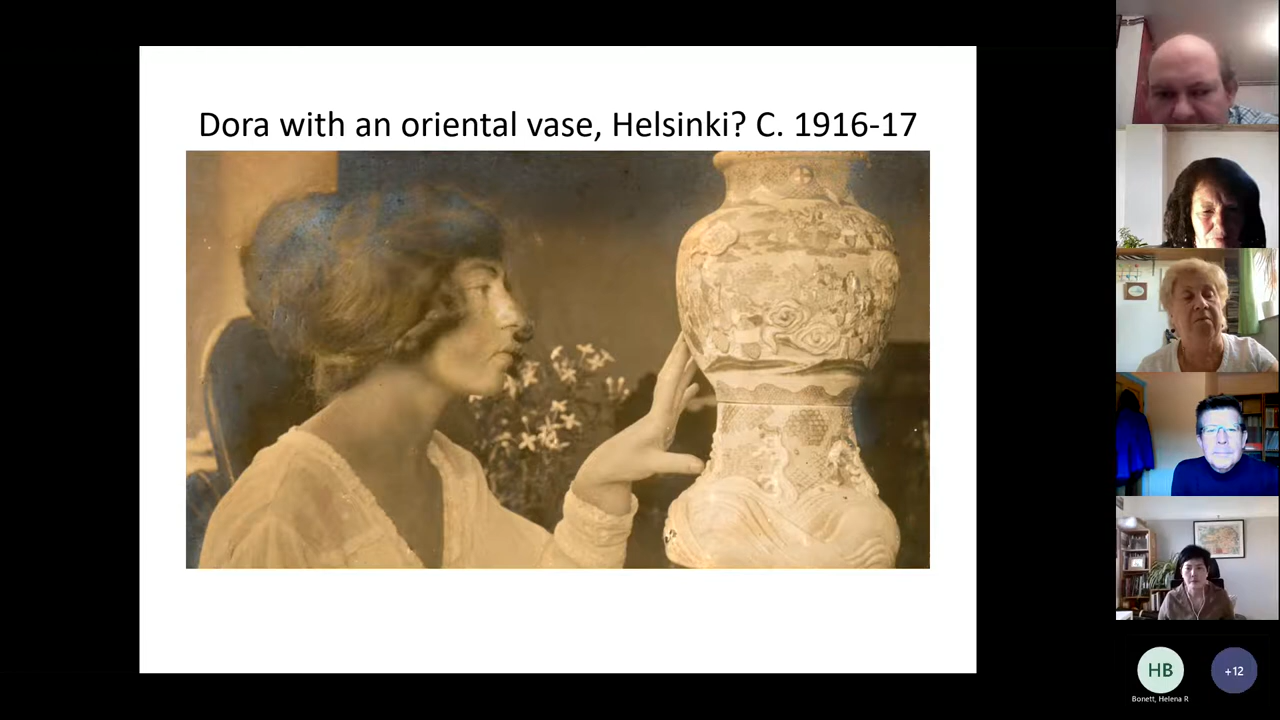 Dora with an oriental vase, Helsinki? C. 1916-17
HB
+12
Bonett, Helena R